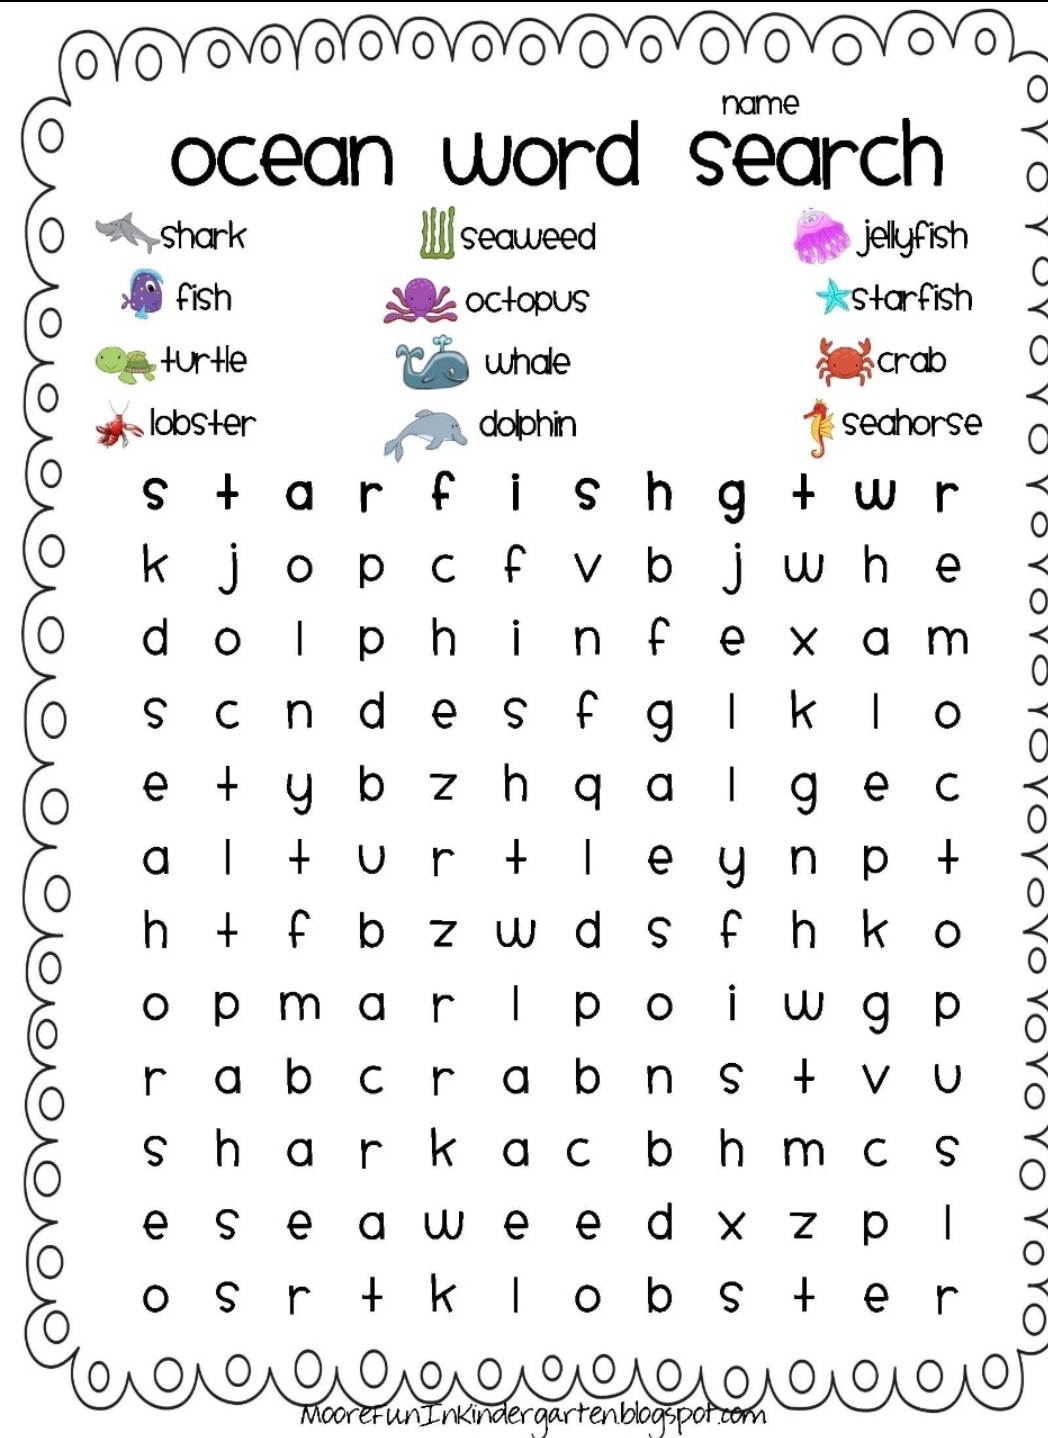 name
ocean word search
shark seaweed jellyfish
fish octopus starfish
turtle whale crab
lobster dolphin seahorse
s t a r f i s h g t w r
k j o p c f v b j w h e
d o l p h i n f e x a m
s c n d e s f g l k l o
e t y b z h q a l g e c
a l t u r t l e y n p t
h t f b z w d s f h k o
o p m a r l p o i w g p
r a b c r a b n s t v u
s h a r k a c b h m c s
e s e a w e e d x z p l
o s r t k l o b s t e r
MooreFunInKindergarten.blogspot.com